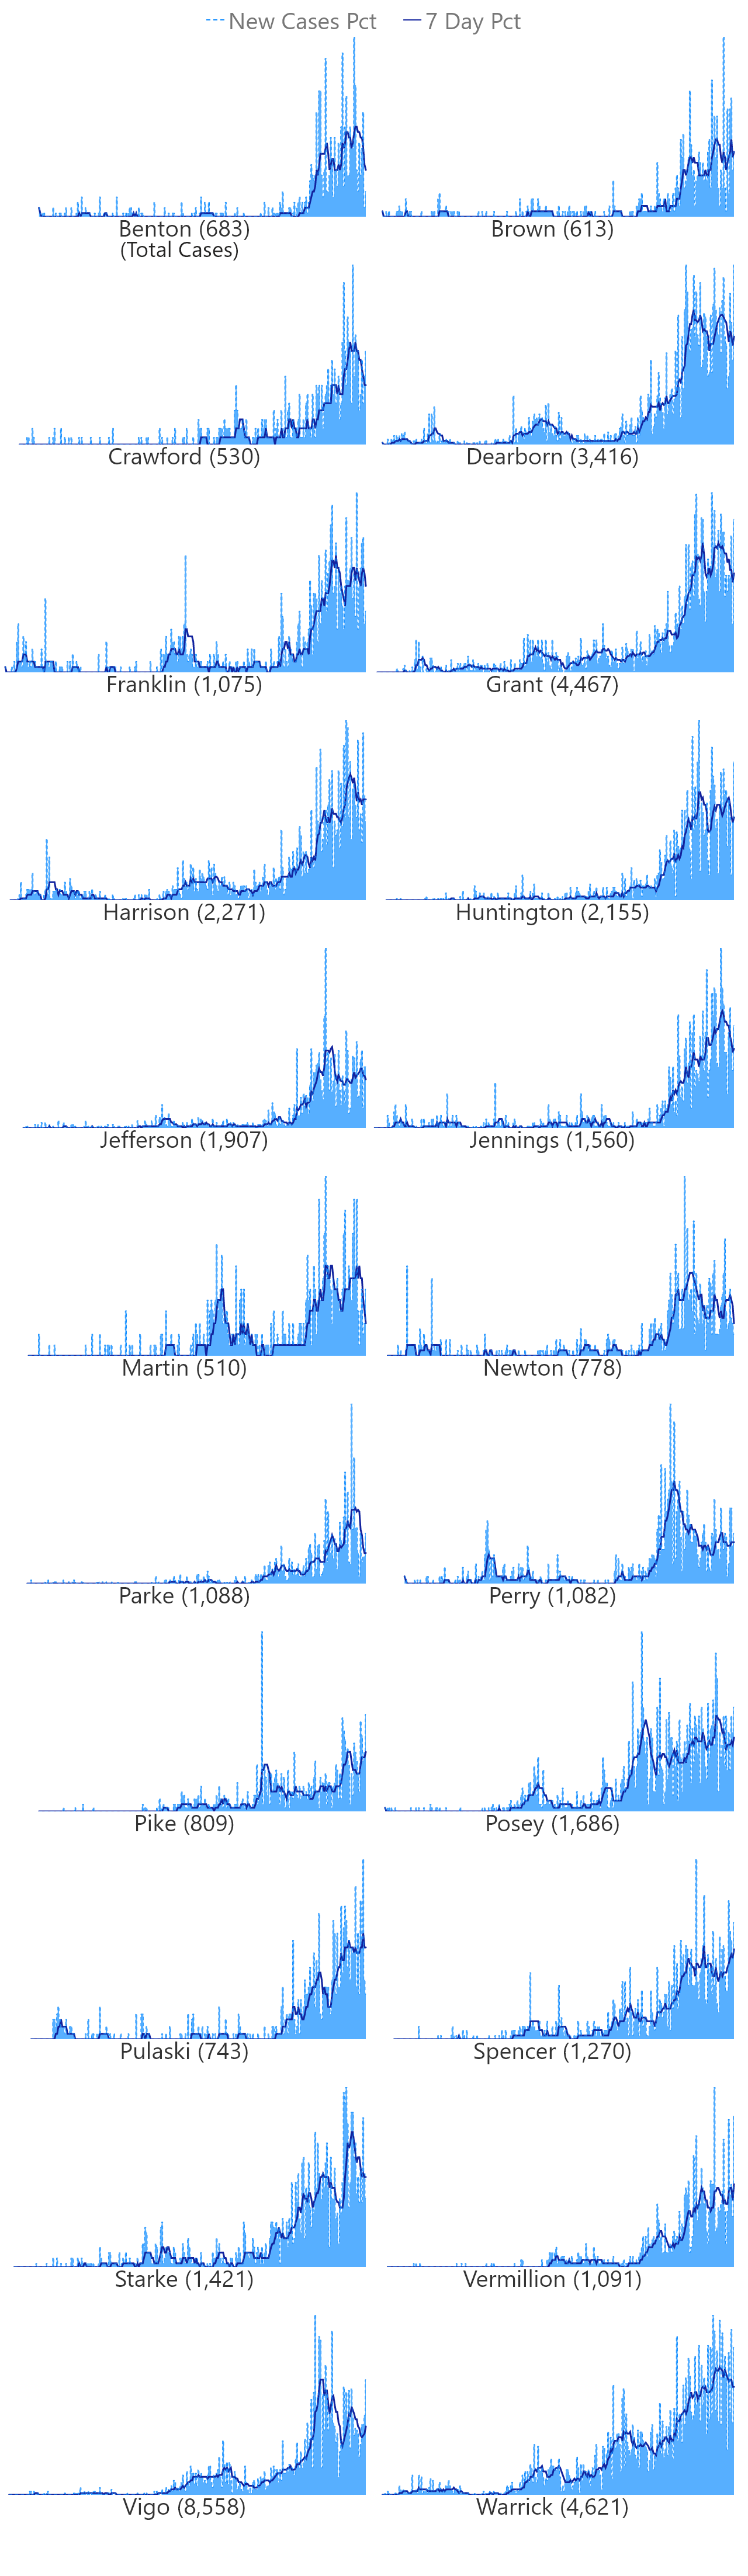 New Cases Pct 7 Day Pct
Benton (683) Brown (613)
(Total Cases)
Crawford (530) Dearborn (3,416)
Franklin (1,075) Grant (4,467)
Harrison (2,271) Huntington (2,155)
Jefferson (1,907) Jennings (1,560)
Martin (510) Newton (778)
Parke (1,088) Perry (1,082)
Pike (809) Posey (1,686)
Pulaski (743) Spencer (1,270)
Starke (1,421) Vermillion (1,091)
Vigo (8,558) Warrick (4,621)